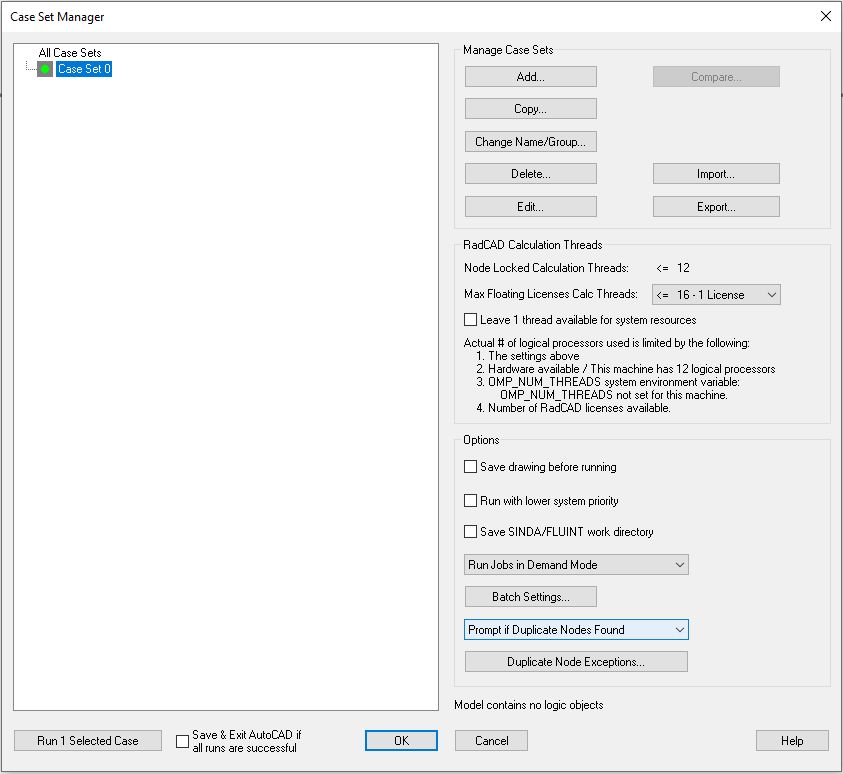 Case Set Manager
All Case Sets
Case Set 0
Manage Case Sets
Add...
Compare...
Copy...
Change Name/Group...
Delete...
Import...
Edit...
Export...
RadCAD Calculation Threads
Node Locked Calculation Threads: <= 12
Max Floating Licenses Calc Threads: <= 16 - 1 License
Leave 1 thread available for system resources
Actual # of logical processors used is limited by the following:
1. The settings above
2. Hardware available / This machine has 12 logical processors
3. OMP_NUM_THREADS system environment variable:
OMP_NUM_THREADS not set for this machine.
4. Number of RadCAD licenses available.
Options
Save drawing before running
Run with lower system priority
Save SINDA/FLUINT work directory
Run Jobs in Demand Mode
Batch Settings...
Prompt if Duplicate Nodes Found
Duplicate Node Exceptions...
Model contains no logic objects
Run 1 Selected Case
Save & Exit AutoCAD if
all runs are successful
OK
Cancel
Help